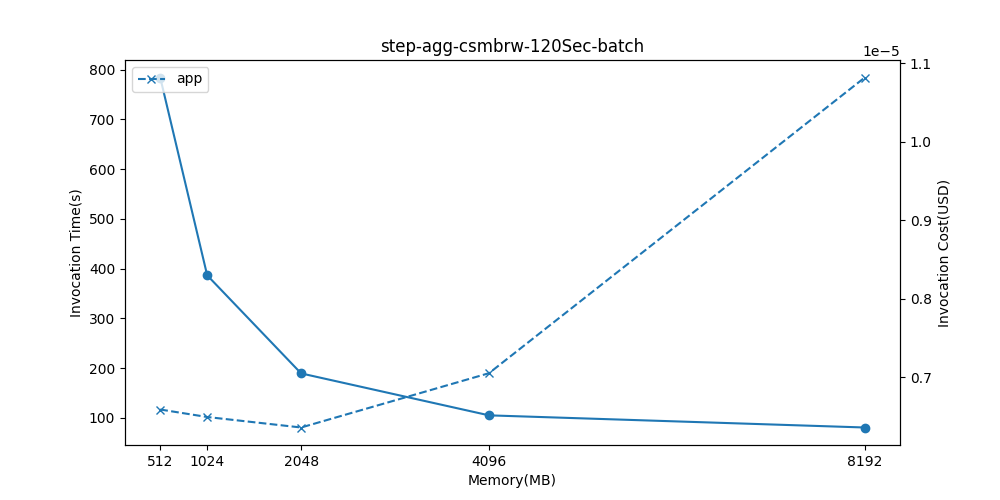 step-agg-csmbrw-120Sec-batch
1e−5
app
800
700
600
500
400
300
200
100
Invocation Time(s)
1.1
1.0
0.9
0.8
0.7
Invocation Cost(USD)
512 1024 2048 4096 8192
Memory(MB)